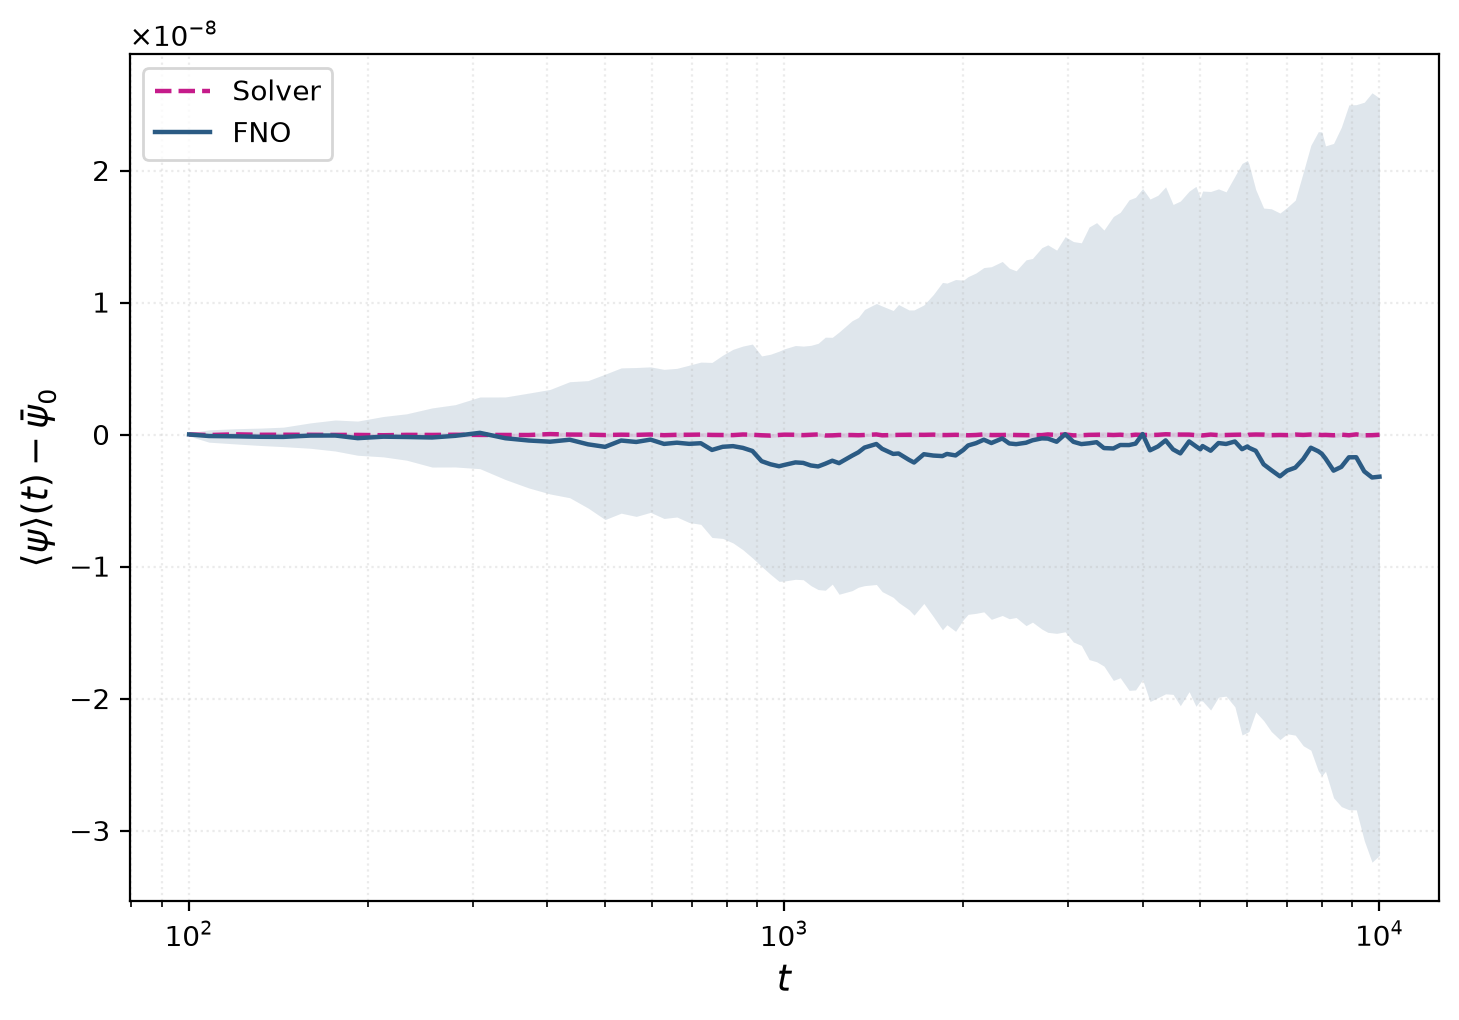 ×10⁻⁸
Solver
FNO
2
1
0
−1
−2
−3
⟨ψ⟩(t) − ψ̄₀
10² 10³ 10⁴
t